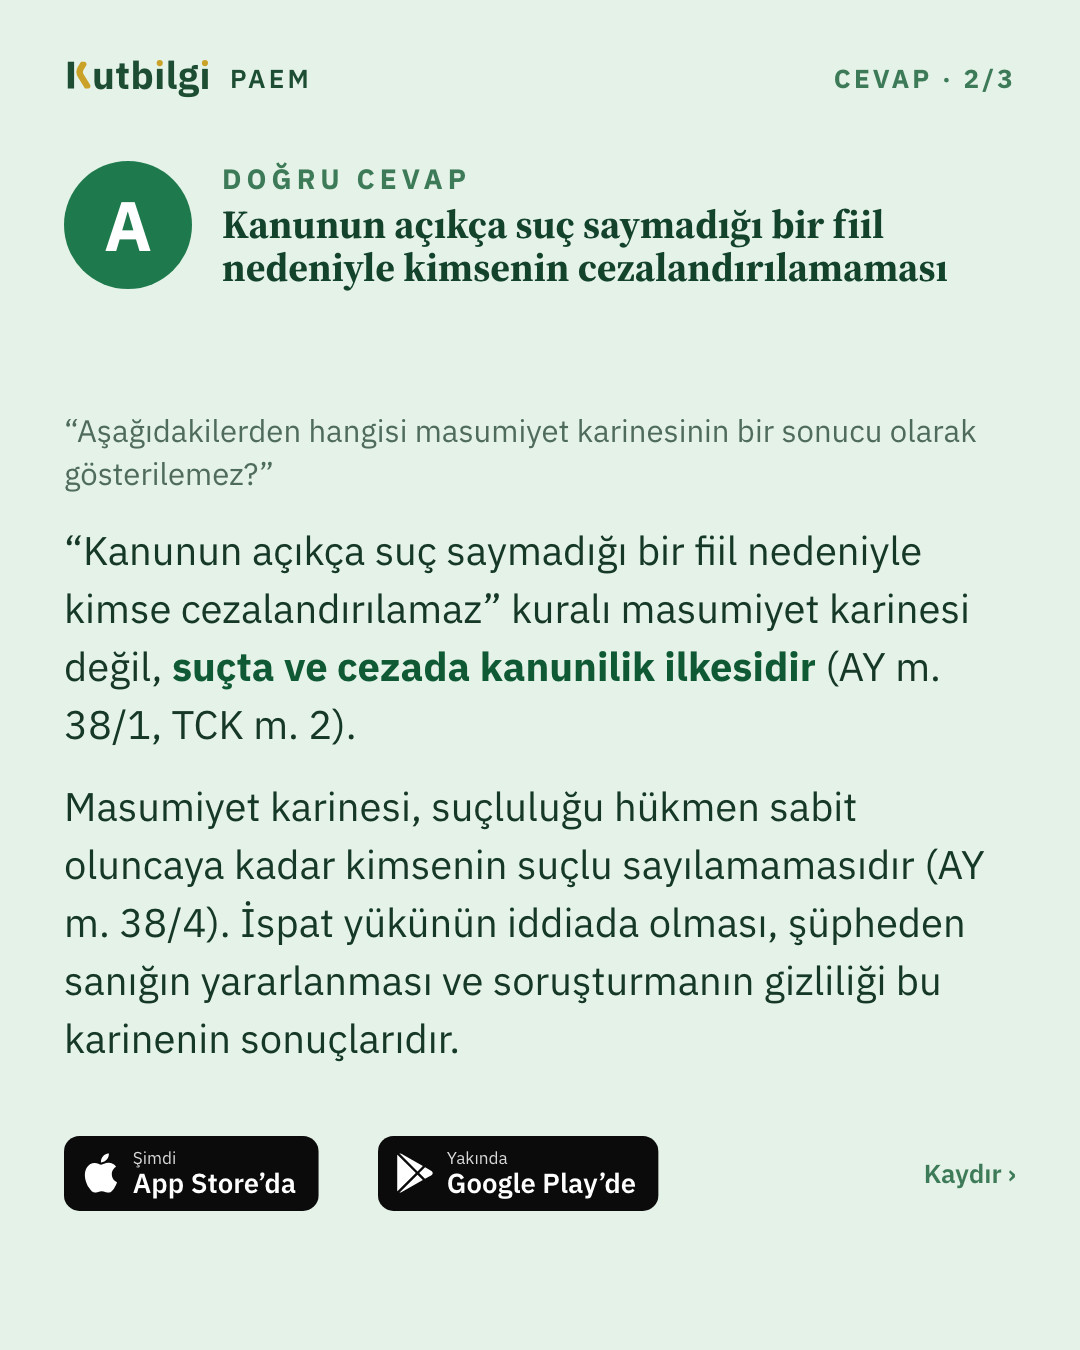 Kutbilgi PAEM
CEVAP · 2/3
A
DOĞRU CEVAP
Kanunun açıkça suç saymadığı bir fiil
nedeniyle kimsenin cezalandırılamaması
“Aşağıdakilerden hangisi masumiyet karinesinin bir sonucu olarak
gösterilemez?”
“Kanunun açıkça suç saymadığı bir fiil nedeniyle
kimse cezalandırılamaz” kuralı masumiyet karinesi
değil, suçta ve cezada kanunilik ilkesidir (AY m.
38/1, TCK m. 2).
Masumiyet karinesi, suçluluğu hükmen sabit
oluncaya kadar kimsenin suçlu sayılamamasıdır (AY
m. 38/4). İspat yükünün iddiada olması, şüpheden
sanığın yararlanması ve soruşturmanın gizliliği bu
karinenin sonuçlarıdır.
Şimdi
App Store’da
Yakında
Google Play’de
Kaydır ›